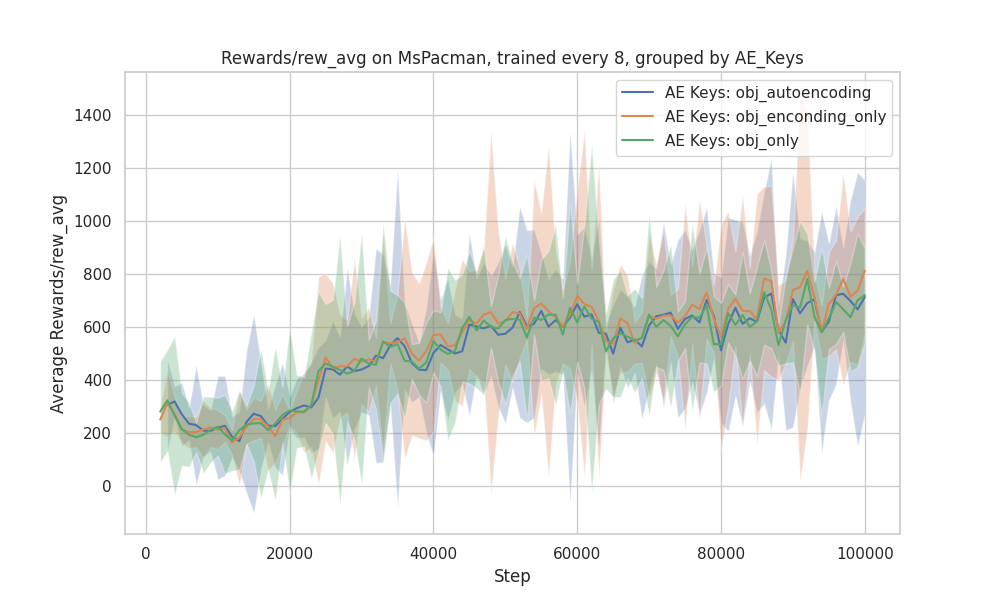 Rewards/rew_avg on MsPacman, trained every 8, grouped by AE_Keys
AE Keys: obj_autoencoding
AE Keys: obj_enconding_only
AE Keys: obj_only
Average Rewards/rew_avg
1400
1200
1000
800
600
400
200
0
0 20000 40000 60000 80000 100000
Step